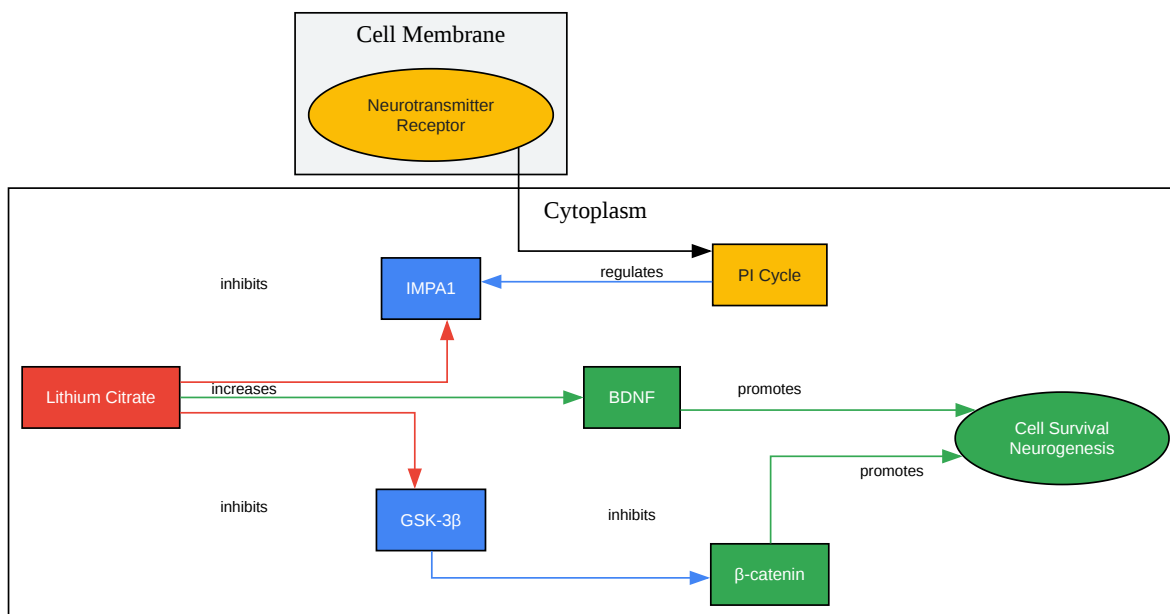 Cell Membrane
Neurotransmitter
Receptor
Cytoplasm
inhibits
IMPA1
regulates
PI Cycle
Lithium Citrate
increases
BDNF
promotes
Cell Survival
Neurogenesis
promotes
inhibits
GSK-3β
inhibits
β-catenin